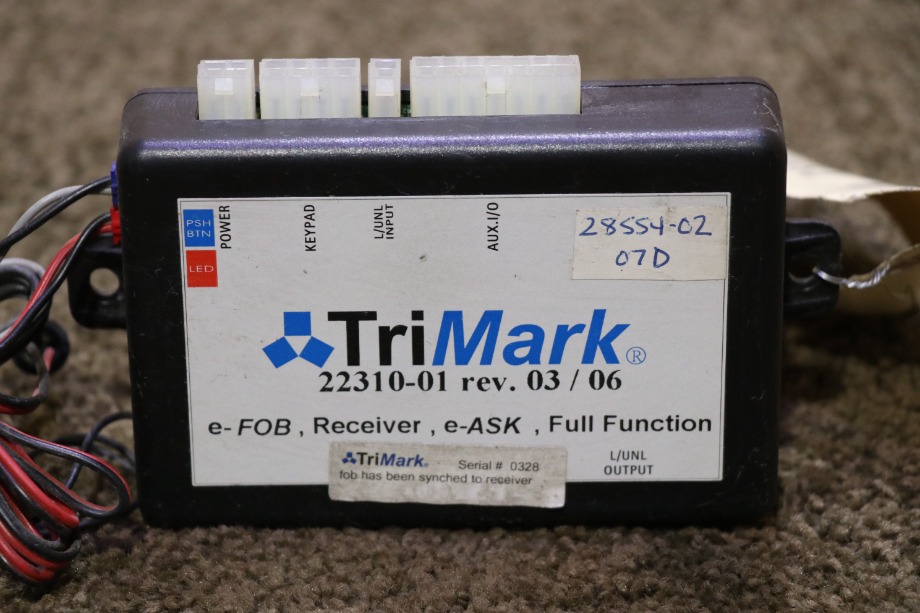 PSH
BTN
LED
POWER
KEYPAD
L/UNL
INPUT
AUX.I/O
28554-02
07D
TriMark®
22310-01 rev. 03 / 06
e-FOB , Receiver , e-ASK , Full Function
TriMark® Serial # 0328
fob has been synched to receiver
L/UNL
OUTPUT